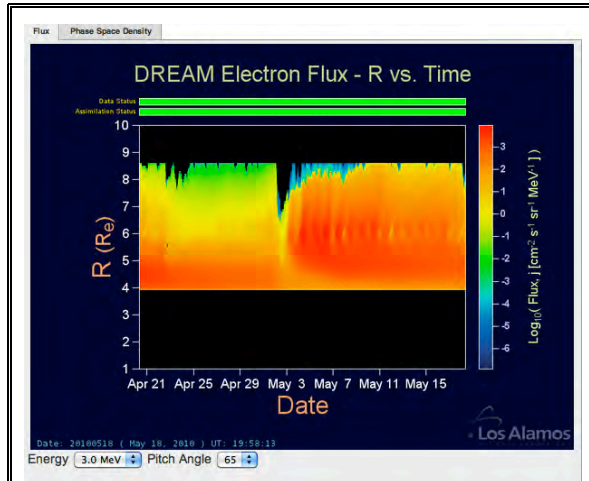 Flux Phase Space Density
DREAM Electron Flux - R vs. Time
Data Status
Assimilation Status
10
9
8
7
6
5
4
3
2
1
R (Re)
Apr 21 Apr 25 Apr 29 May 3 May 7 May 11 May 15
Date
3
2
1
0
-1
-2
-3
-4
-5
-6
Log10( Flux, j [cm-2 s-1 sr1 MeV-1 ] )
Los Alamos
Date: 20100518 ( May 18, 2010 ) UT: 19:58:13
Energy 3.0 MeV Pitch Angle 65